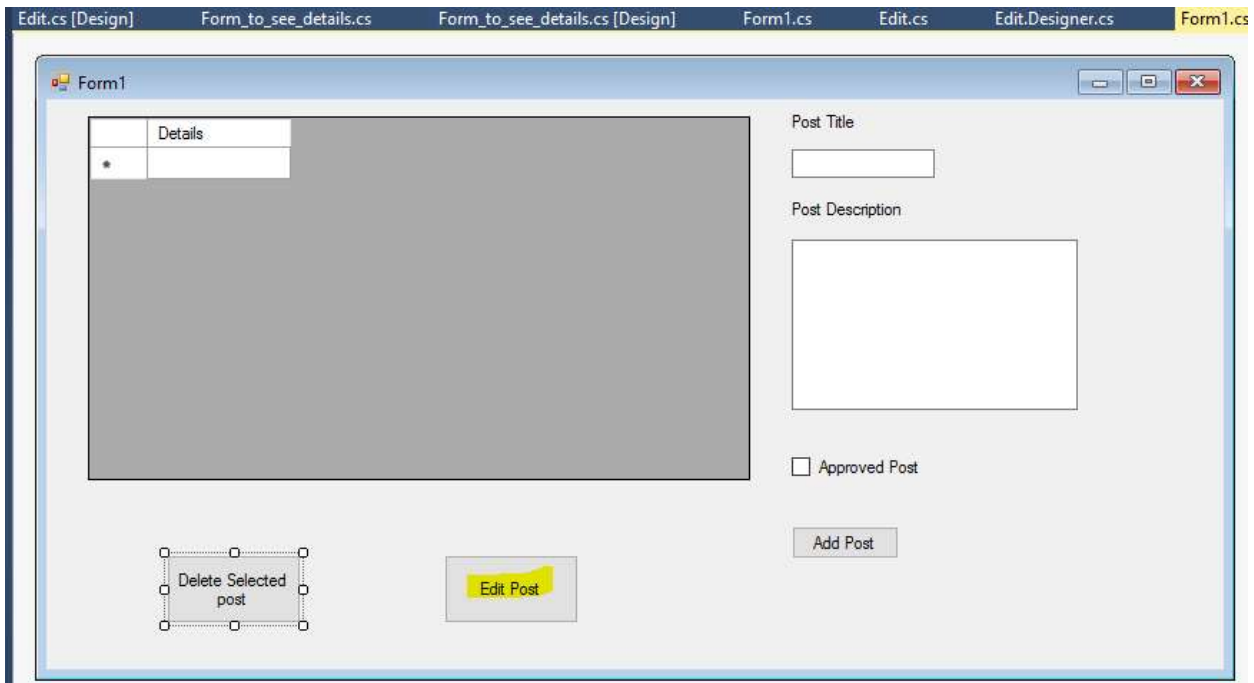 Edit.cs [Design] Form_to_see_details.cs Form_to_see_details.cs [Design] Form1.cs Edit.cs Edit.Designer.cs Form1.cs
Form1
Details
Post Title
Post Description
Approved Post
Add Post
Delete Selected
post
Edit Post